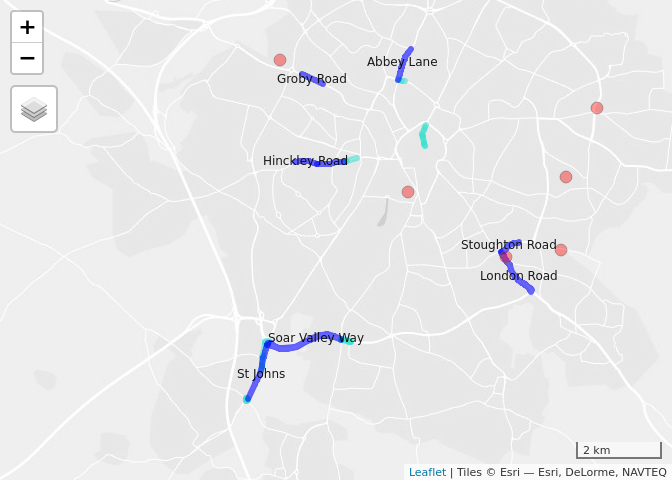 +
Abbey Lane
−
Groby Road
Hinckley Road
Stoughton Road
London Road
Soar Valley Way
St Johns
2 km
Leaflet | Tiles © Esri — Esri, DeLorme, NAVTEQ